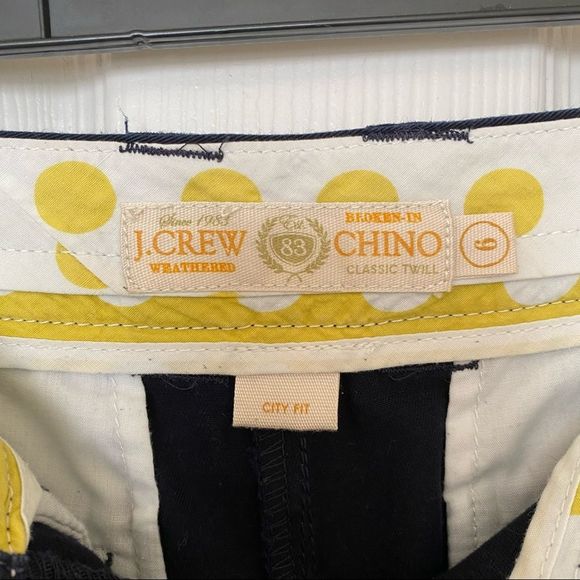 Since 1983
J.CREW
WEATHERED
Est
83
BROKEN-IN
CHINO
CLASSIC TWILL
6
CITY FIT